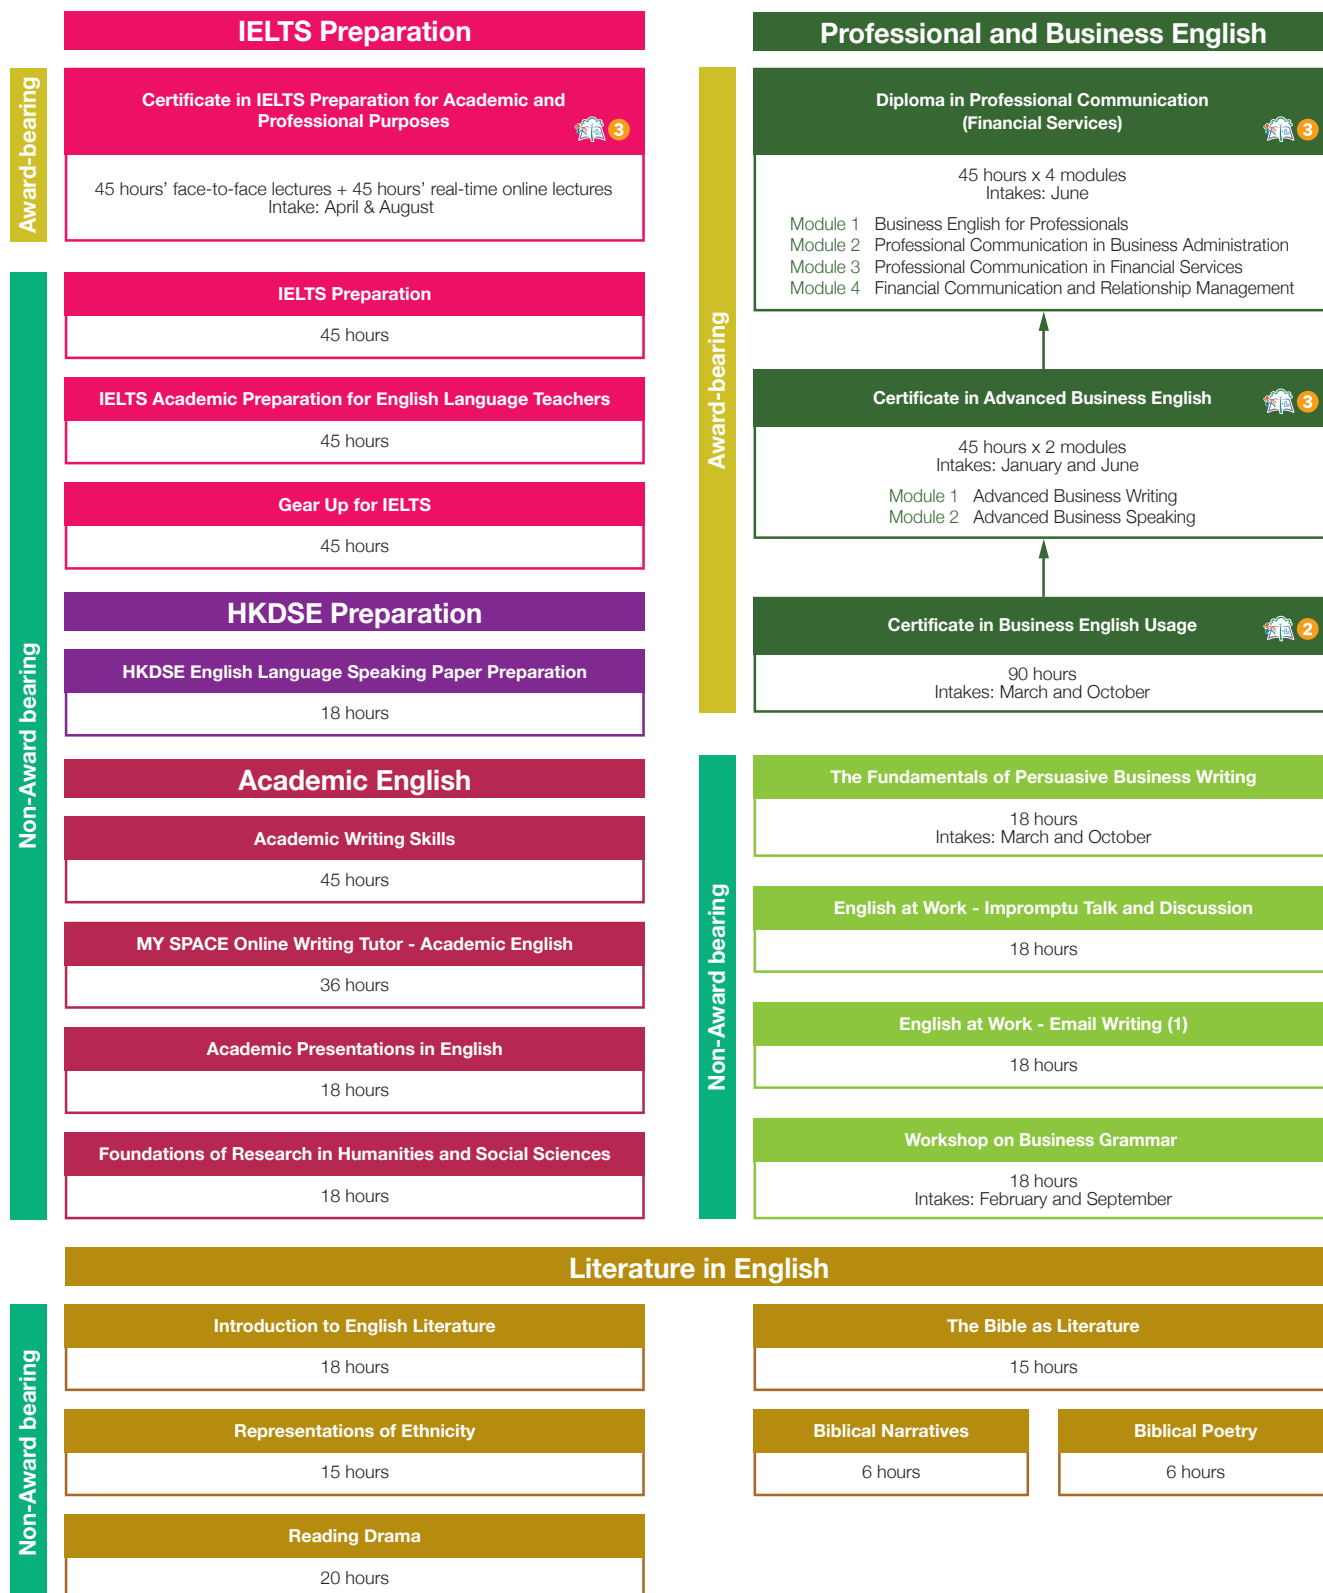 IELTS Preparation
Award-bearing
Certificate in IELTS Preparation for Academic and
Professional Purposes
3
45 hours’ face-to-face lectures + 45 hours’ real-time online lectures
Intake: April & August
Non-Award bearing
IELTS Preparation
45 hours
IELTS Academic Preparation for English Language Teachers
45 hours
Gear Up for IELTS
45 hours
HKDSE Preparation
HKDSE English Language Speaking Paper Preparation
18 hours
Academic English
Academic Writing Skills
45 hours
MY SPACE Online Writing Tutor - Academic English
36 hours
Academic Presentations in English
18 hours
Foundations of Research in Humanities and Social Sciences
18 hours
Professional and Business English
Award-bearing
Diploma in Professional Communication
(Financial Services)
3
45 hours x 4 modules
Intakes: June
Module 1 Business English for Professionals
Module 2 Professional Communication in Business Administration
Module 3 Professional Communication in Financial Services
Module 4 Financial Communication and Relationship Management
Certificate in Advanced Business English
3
45 hours x 2 modules
Intakes: January and June
Module 1 Advanced Business Writing
Module 2 Advanced Business Speaking
Certificate in Business English Usage
2
90 hours
Intakes: March and October
Non-Award bearing
The Fundamentals of Persuasive Business Writing
18 hours
Intakes: March and October
English at Work - Impromptu Talk and Discussion
18 hours
English at Work - Email Writing (1)
18 hours
Workshop on Business Grammar
18 hours
Intakes: February and September
Literature in English
Non-Award bearing
Introduction to English Literature
18 hours
Representations of Ethnicity
15 hours
Reading Drama
20 hours
The Bible as Literature
15 hours
Biblical Narratives
6 hours
Biblical Poetry
6 hours